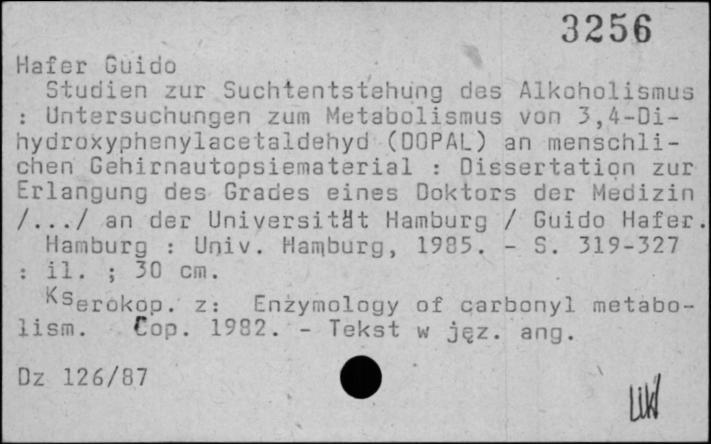 3256
Hafer Guido
Studien zur Suchtentstehung des Alkoholismus
: Untersuchungen zum Metabolismus von 3,4-Di-
hydroxyphenylacetaldehyd (DOPAL) an menschli-
chen Gehirnautopsiematerial : Dissertation zur
Erlangung des Grades eines Doktors der Medizin
/.../ an der Universität Hamburg / Guido Hafer.
Hamburg : Univ. Hamburg, 1985. - S. 319-327
: il. ; 30 cm.
Kserokop. z: Enzymology of carbonyl metabo-
lism. Cop. 1982. - Tekst w jęz. ang.
Dz 126/87